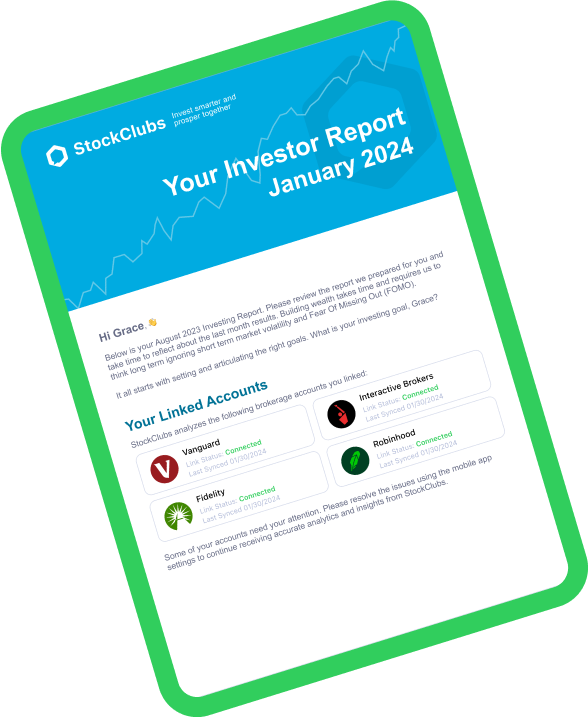 StockClubs
Invest smarter and
prosper together
Your Investor Report
January 2024
Hi Grace. 👋
Below is your August 2023 Investing Report. Please review the report we prepared for you and
take time to reflect about the last month results. Building wealth takes time and requires us to
think long term ignoring short term market volatility and Fear Of Missing Out (FOMO).
It all starts with setting and articulating the right goals. What is your investing goal, Grace?
Your Linked Accounts
StockClubs analyzes the following brokerage accounts you linked:
Vanguard
Link Status: Connected
Last Synced 01/30/2024
Interactive Brokers
Link Status: Connected
Last Synced 01/30/2024
Fidelity
Link Status: Connected
Last Synced 01/30/2024
Robinhood
Link Status: Connected
Last Synced 01/30/2024
Some of your accounts need your attention. Please resolve the issues using the mobile app
settings to continue receiving accurate analytics and insights from StockClubs.